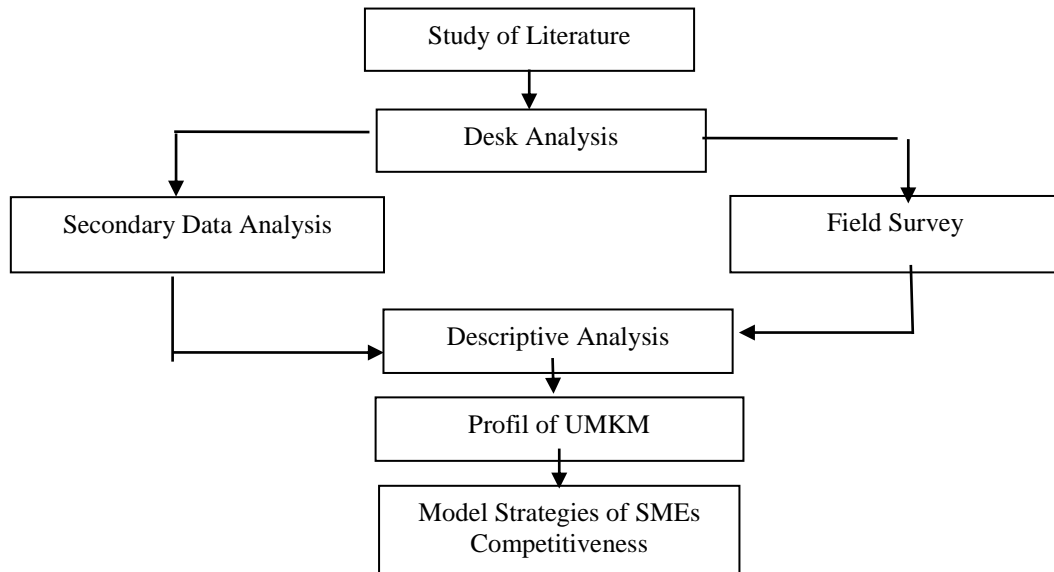 Study of Literature
Desk Analysis
Secondary Data Analysis
Field Survey
Descriptive Analysis
Profil of UMKM
Model Strategies of SMEs
Competitiveness